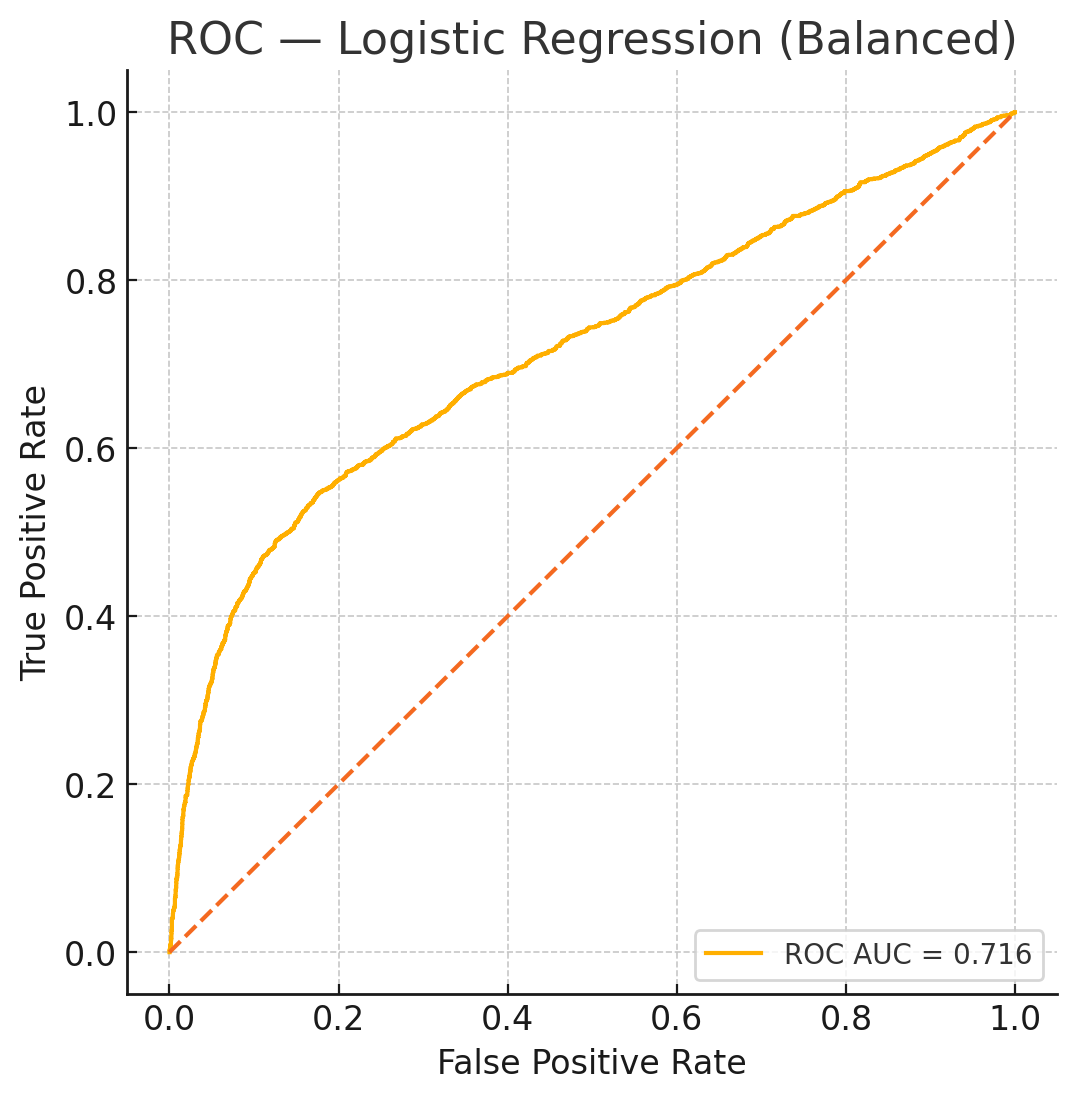 ROC — Logistic Regression (Balanced)
True Positive Rate
1.0
0.8
0.6
0.4
0.2
0.0
ROC AUC = 0.716
0.0 0.2 0.4 0.6 0.8 1.0
False Positive Rate